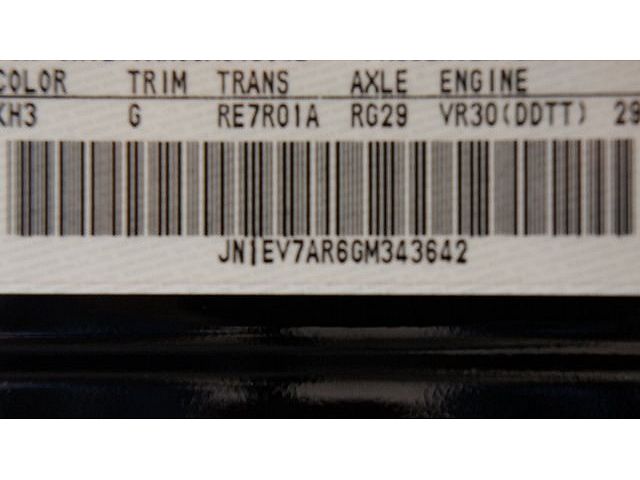 COLOR TRIM TRANS AXLE ENGINE
KH3 G RE7R01A RG29 VR30(DDTT) 29
JN1EV7AR6GM343642